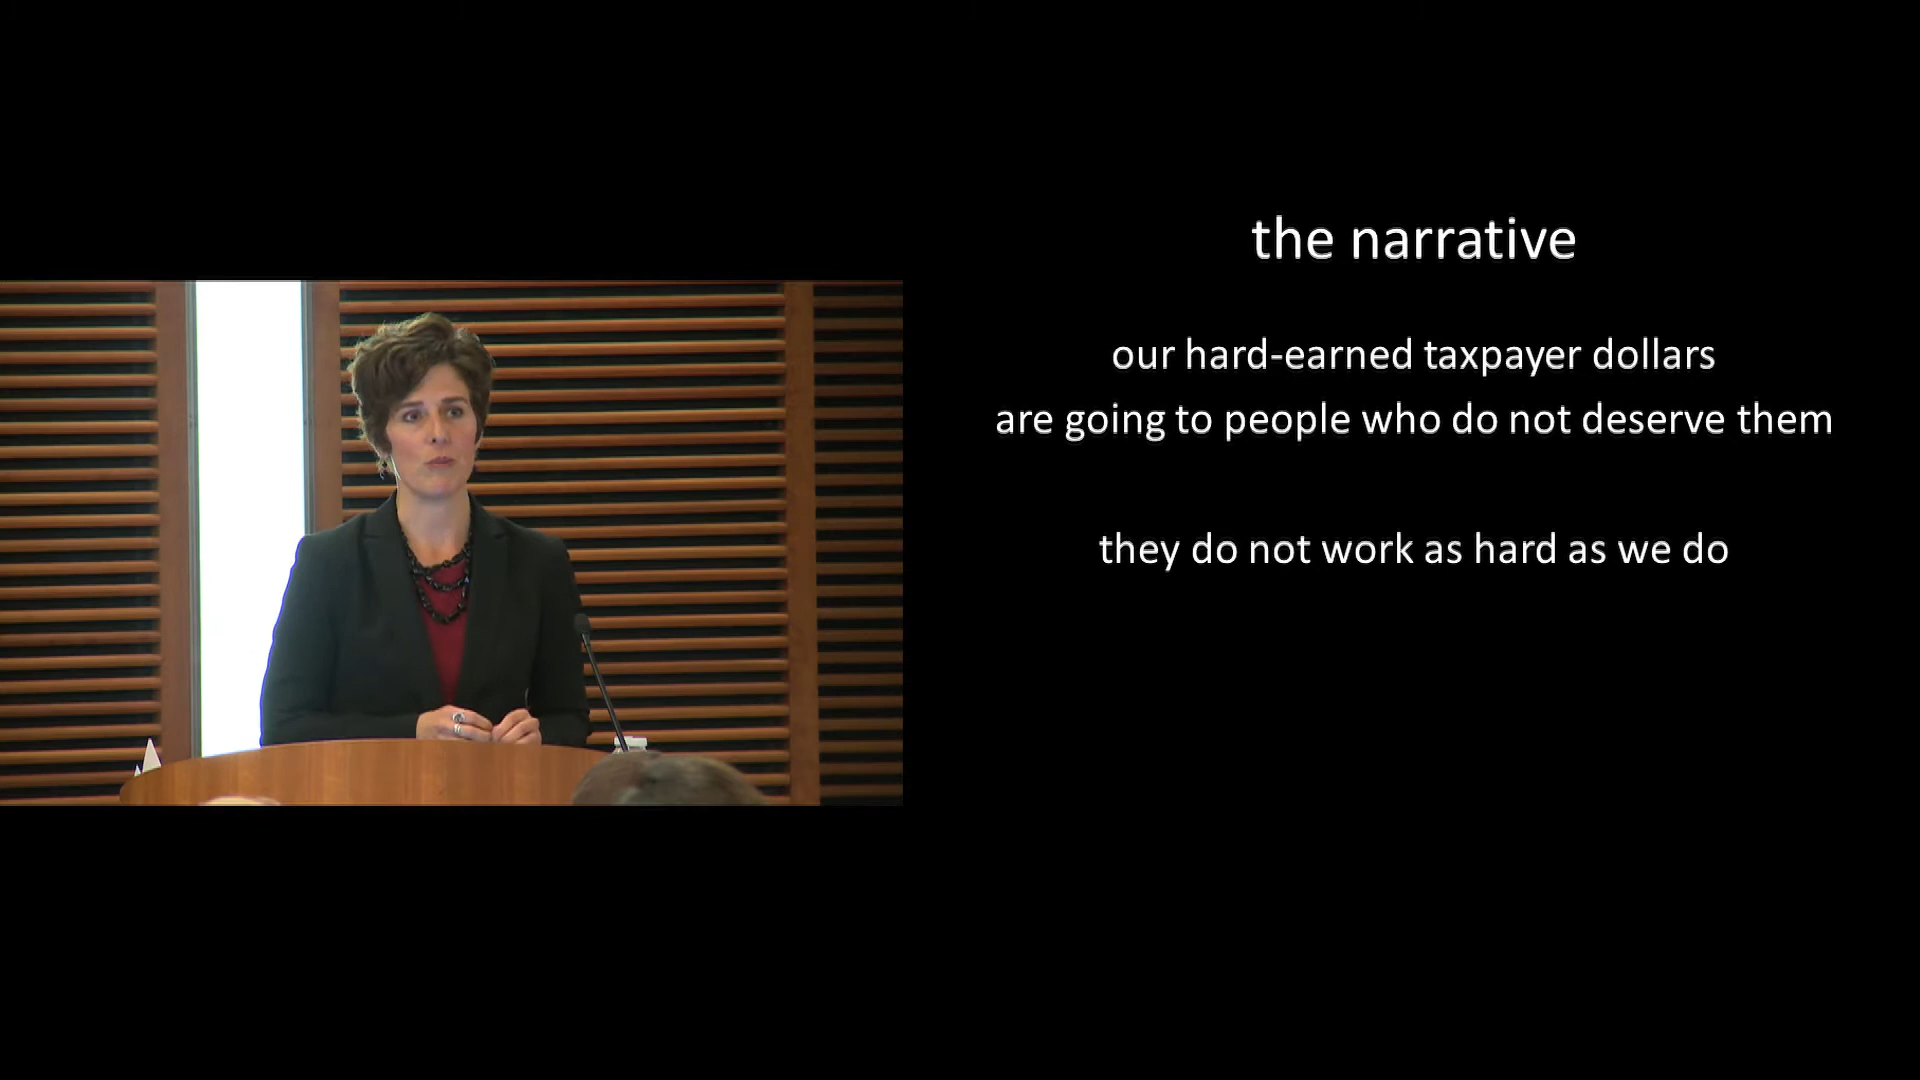 the narrative
our hard-earned taxpayer dollars
are going to people who do not deserve them
they do not work as hard as we do